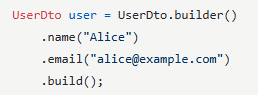 UserDto user = UserDto.builder()
    .name("Alice")
    .email("alice@example.com")
    .build();